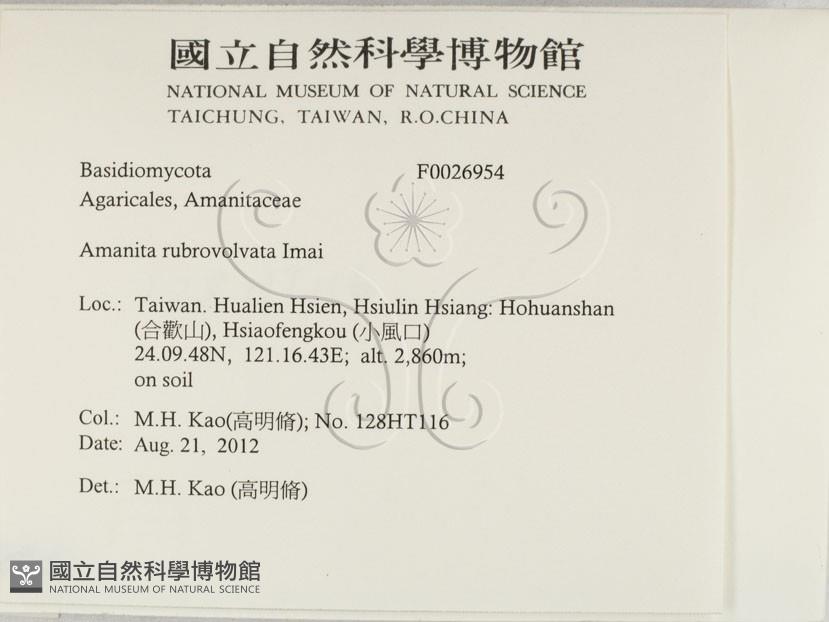 國立自然科學博物館
NATIONAL MUSEUM OF NATURAL SCIENCE
TAICHUNG, TAIWAN, R.O.CHINA
Basidiomycota F0026954
Agaricales, Amanitaceae
Amanita rubrovolvata Imai
Loc.: Taiwan. Hualien Hsien, Hsiulin Hsiang: Hohuanshan
(合歡山), Hsiaofengkou (小風口)
24.09.48N, 121.16.43E; alt. 2,860m;
on soil
Col.: M.H. Kao(高明脩); No. 128HT116
Date: Aug. 21, 2012
Det.: M.H. Kao (高明脩)
國立自然科學博物館
NATIONAL MUSEUM OF NATURAL SCIENCE